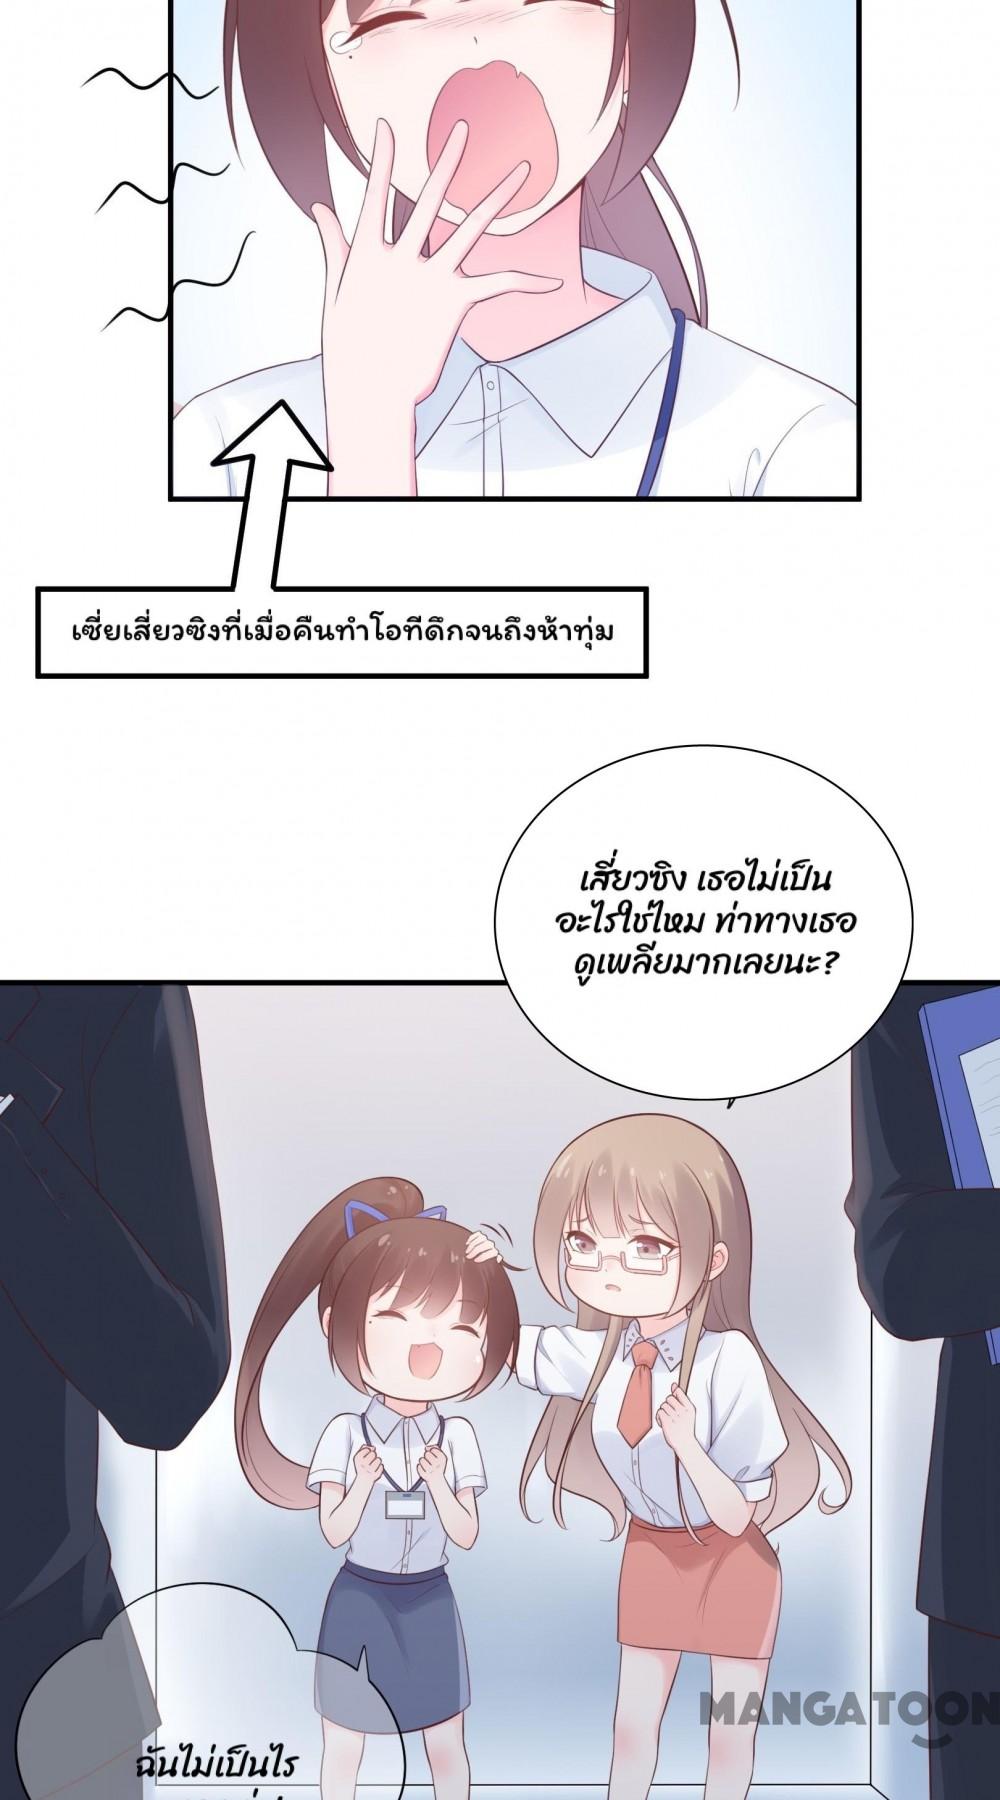 เซี่ยเสี่ยวซิงที่เมื่อคืนทำโอทีดึกจนถึงห้าทุ่ม
เสี่ยวซิง เธอไม่เป็น
อะไรใช่ไหม ท่าทางเธอ
ดูเพลียมากเลยนะ?
MANGATOON
ฉันไม่เป็นไร